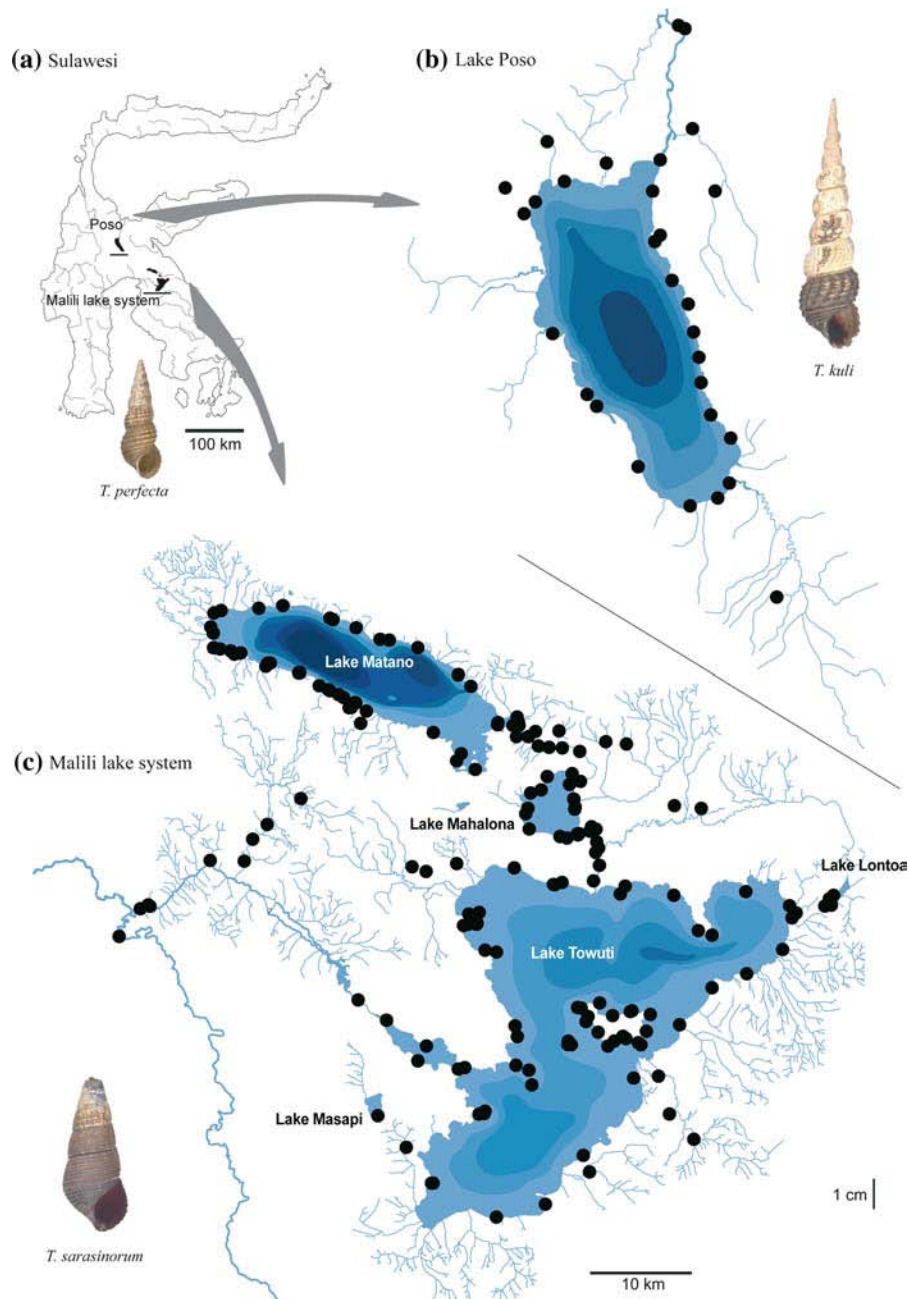 (a) Sulawesi
Poso
Malili lake system
100 km
T. perfecta
(b) Lake Poso
T. kuli
Lake Matano
(c) Malili lake system
Lake Mahalona
Lake Lontoa
Lake Towuti
Lake Masapi
T. sarasinorum
1 cm
10 km